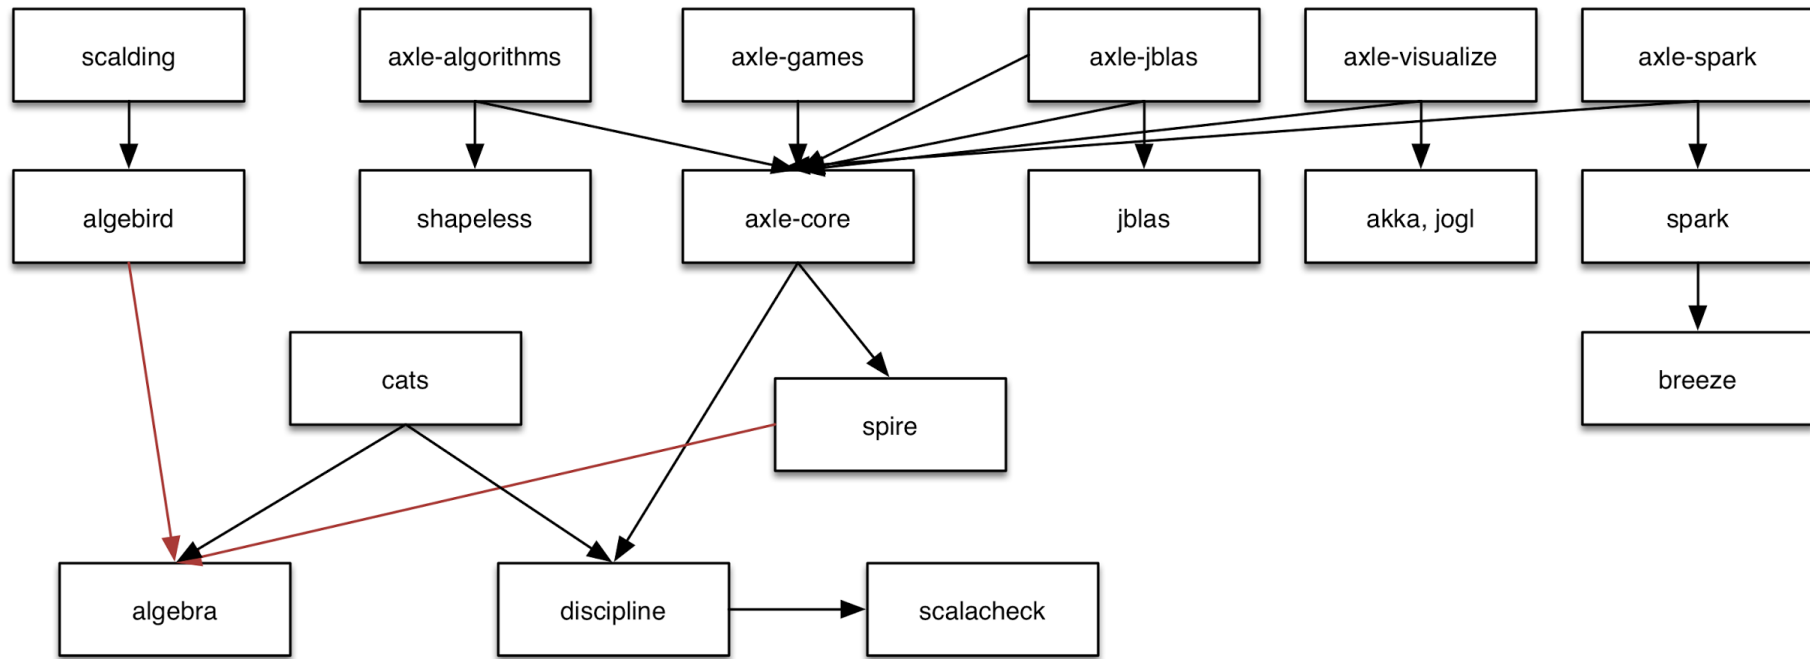 scalding
axle-algorithms
axle-games
axle-jblas
axle-visualize
axle-spark
algebird
shapeless
axle-core
jblas
akka, jogl
spark
cats
breeze
spire
algebra
discipline
scalacheck